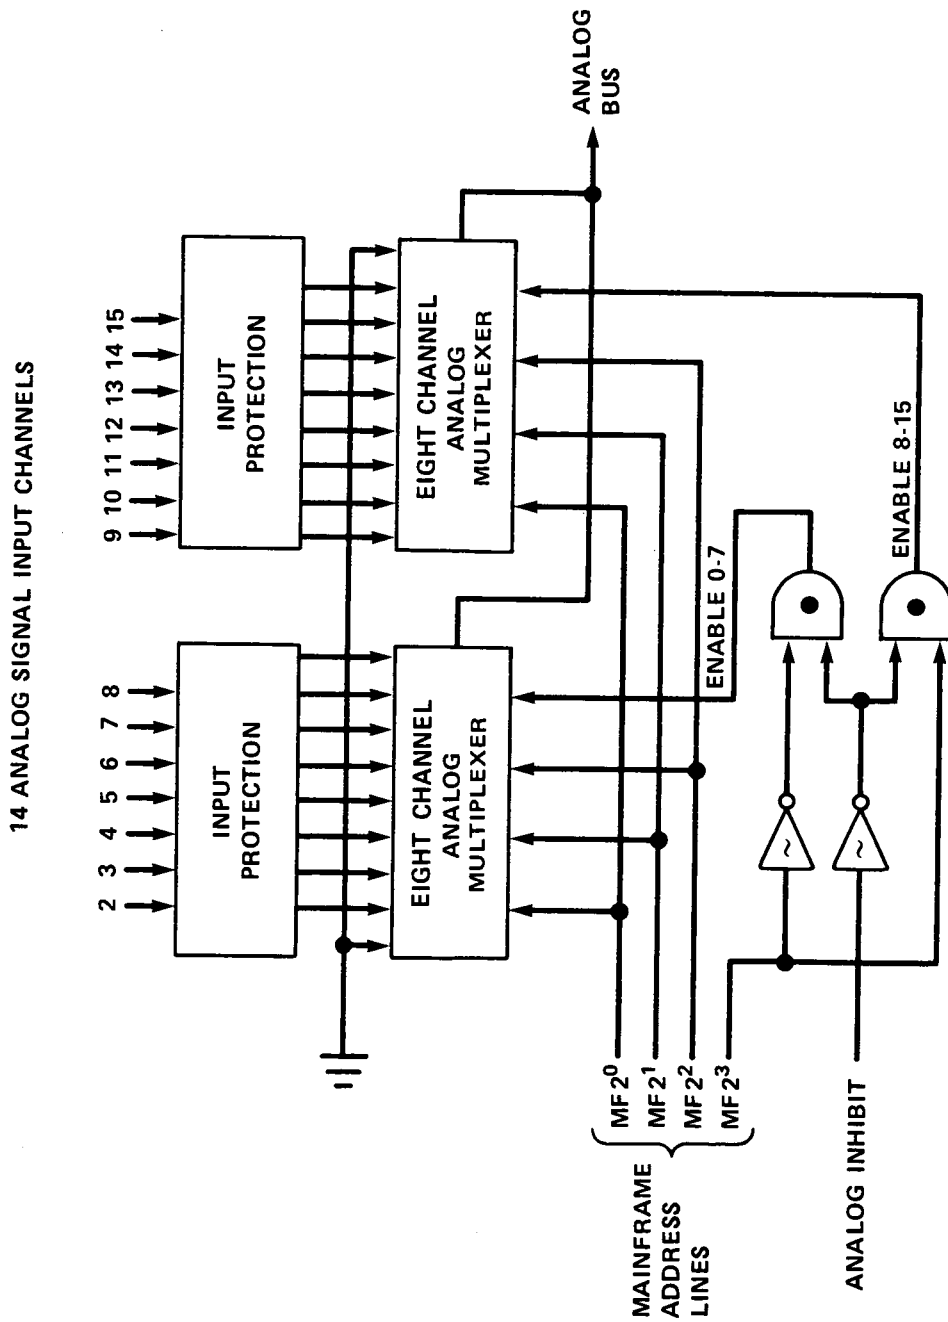 14 ANALOG SIGNAL INPUT CHANNELS
2 3 4 5 6 7 8
9 10 11 12 13 14 15
INPUT
PROTECTION
INPUT
PROTECTION
EIGHT CHANNEL
ANALOG
MULTIPLEXER
EIGHT CHANNEL
ANALOG
MULTIPLEXER
ANALOG
BUS
MAINFRAME
ADDRESS
LINES
MF2⁰
MF2¹
MF2²
MF2³
ENABLE 0-7
ENABLE 8-15
~
~
ANALOG INHIBIT